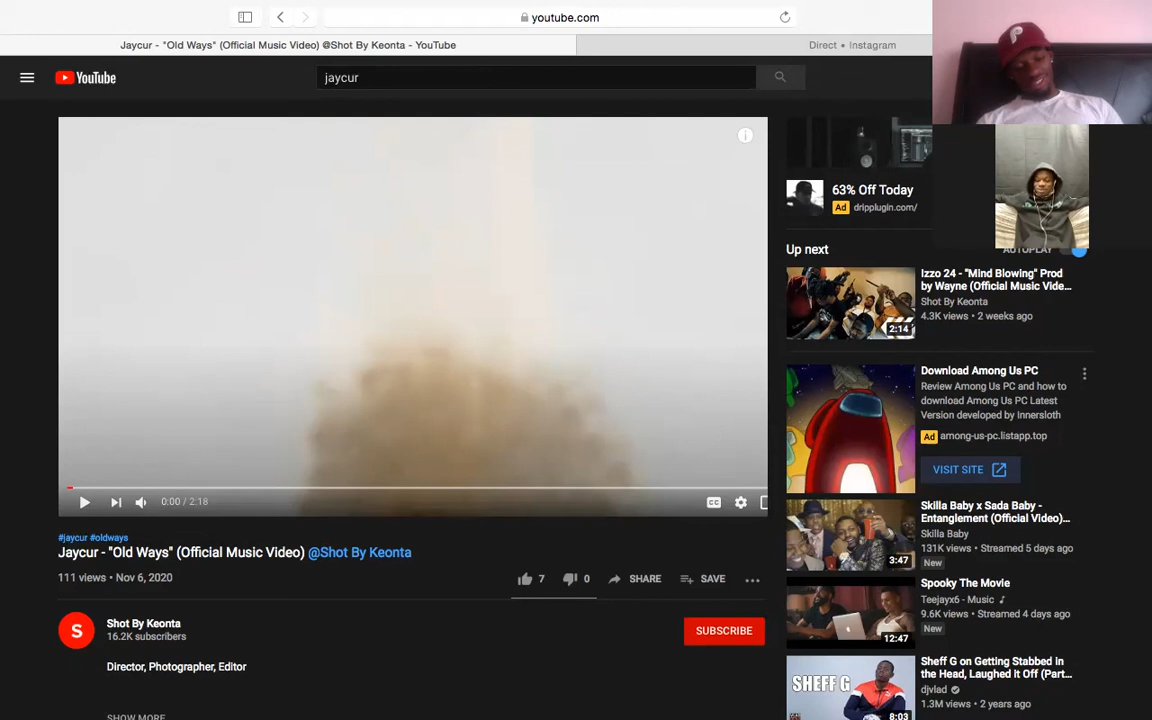 youtube.com
Jaycur - "Old Ways" (Official Music Video) @Shot By Keonta - YouTube
Direct • Instagram
YouTube
jaycur
i
63% Off Today
Ad dripplugin.com/
Up next
AUTOPLAY
Izzo 24 - "Mind Blowing" Prod
by Wayne (Official Music Vide...
Shot By Keonta
4.3K views • 2 weeks ago
2:14
Download Among Us PC
Review Among Us PC and how to
download Among Us PC Latest
Version developed by Innersloth
Ad among-us-pc.listapp.top
VISIT SITE
0:00 / 2:18
CC
Skilla Baby x Sada Baby -
Entanglement (Official Video)...
Skilla Baby
131K views • Streamed 5 days ago
New
3:47
#jaycur #oldways
Jaycur - "Old Ways" (Official Music Video) @Shot By Keonta
111 views • Nov 6, 2020
7
0
SHARE
SAVE
Spooky The Movie
Teejayx6 - Music
9.6K views • Streamed 4 days ago
New
12:47
S
Shot By Keonta
16.2K subscribers
SUBSCRIBE
Director, Photographer, Editor
SHOW MORE
SHEFF G
Sheff G on Getting Stabbed in
the Head, Laughed it Off (Part...
djvlad
1.3M views • 2 years ago
8:03